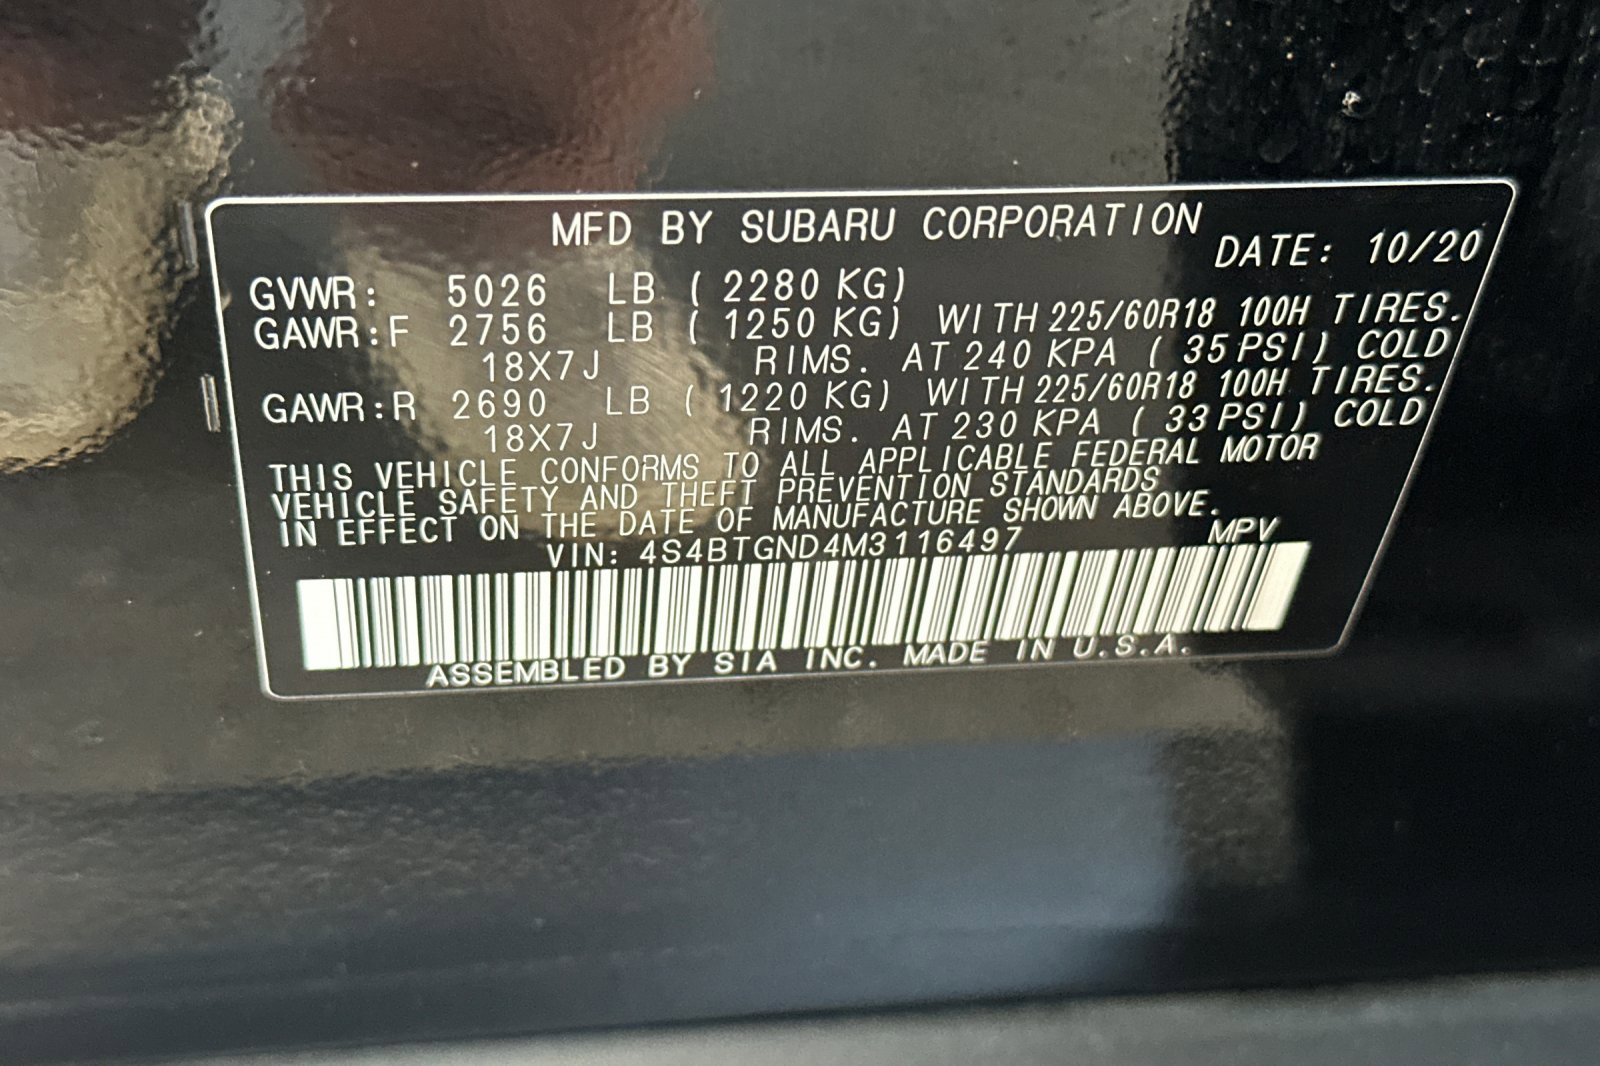 MFD BY SUBARU CORPORATION
DATE: 10/20
GVWR: 5026 LB ( 2280 KG)
GAWR:F 2756 LB ( 1250 KG) WITH 225/60R18 100H TIRES.
18X7J RIMS. AT 240 KPA ( 35 PSI) COLD
GAWR:R 2690 LB ( 1220 KG) WITH 225/60R18 100H TIRES.
18X7J RIMS. AT 230 KPA ( 33 PSI) COLD
THIS VEHICLE CONFORMS TO ALL APPLICABLE FEDERAL MOTOR
VEHICLE SAFETY AND THEFT PREVENTION STANDARDS
IN EFFECT ON THE DATE OF MANUFACTURE SHOWN ABOVE.
VIN: 4S4BTGND4M3116497 MPV
ASSEMBLED BY SIA INC. MADE IN U.S.A.